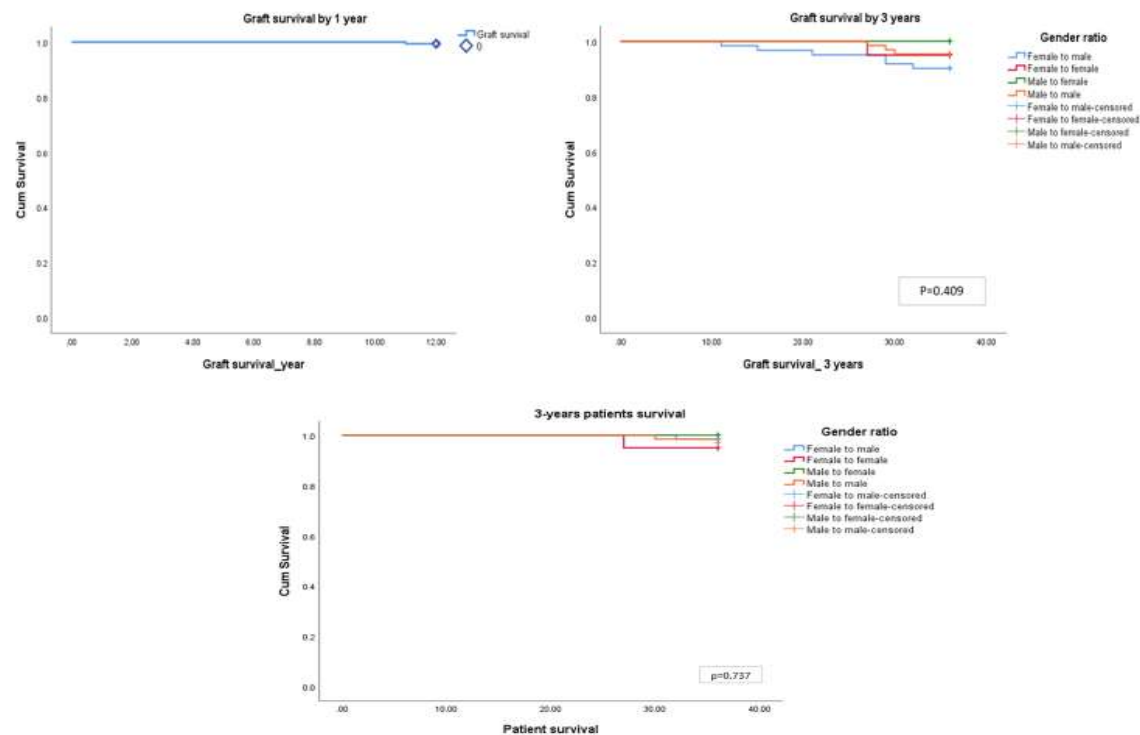 Graft survival by 1 year
Graft survival
0
1.0
0.8
0.6
0.4
0.2
0.0
Cum Survival
.00
2.00
4.00
6.00
8.00
10.00
12.00
Graft survival_year
Graft survival by 3 years
Gender ratio
Female to male
Female to female
Male to female
Male to male
Female to male-censored
Female to female-censored
Male to female-censored
Male to male-censored
1.0
0.8
0.6
0.4
0.2
0.0
Cum Survival
P=0.409
.00
10.00
20.00
30.00
40.00
Graft survival_ 3 years
3-years patients survival
Gender ratio
Female to male
Female to female
Male to female
Male to male
Female to male-censored
Female to female-censored
Male to female-censored
Male to male-censored
1.0
0.8
0.6
0.4
0.2
0.0
Cum Survival
p=0.737
.00
10.00
20.00
30.00
40.00
Patient survival